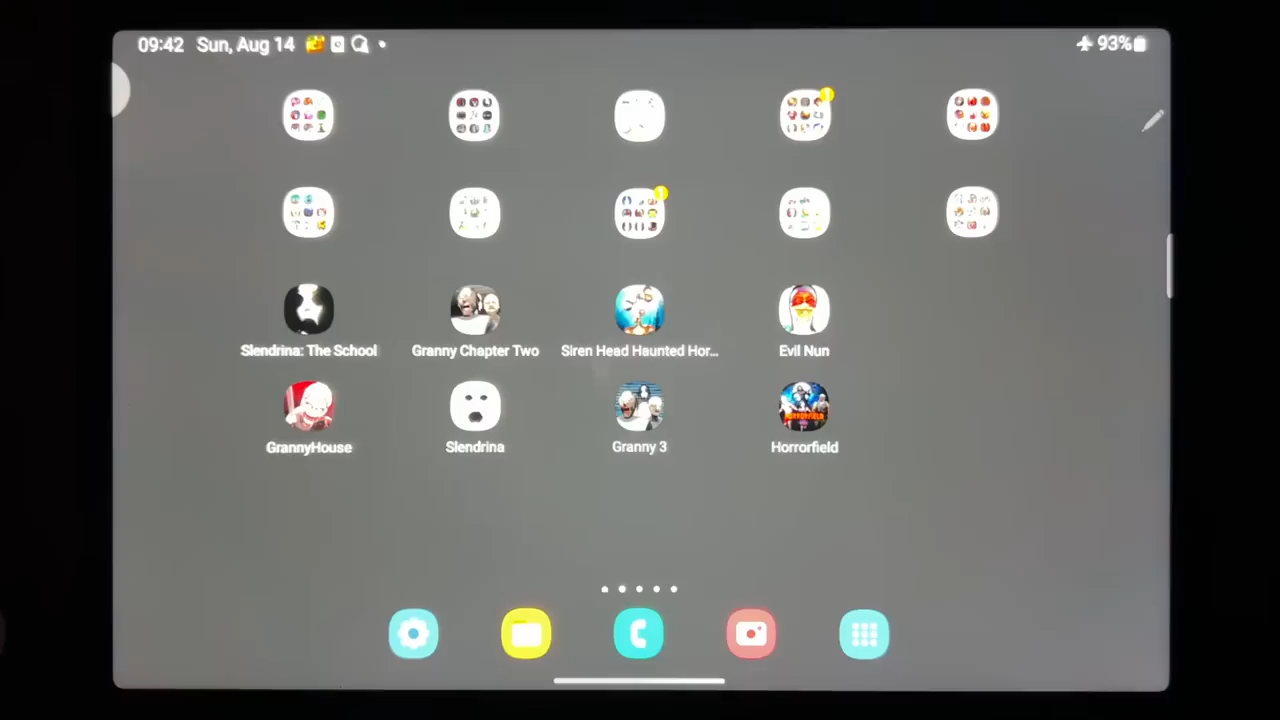 09:42 Sun, Aug 14
93%
Slendrina: The School
Granny Chapter Two
Siren Head Haunted Hor...
Evil Nun
GrannyHouse
Slendrina
Granny 3
Horrorfield
HORRORFIELD